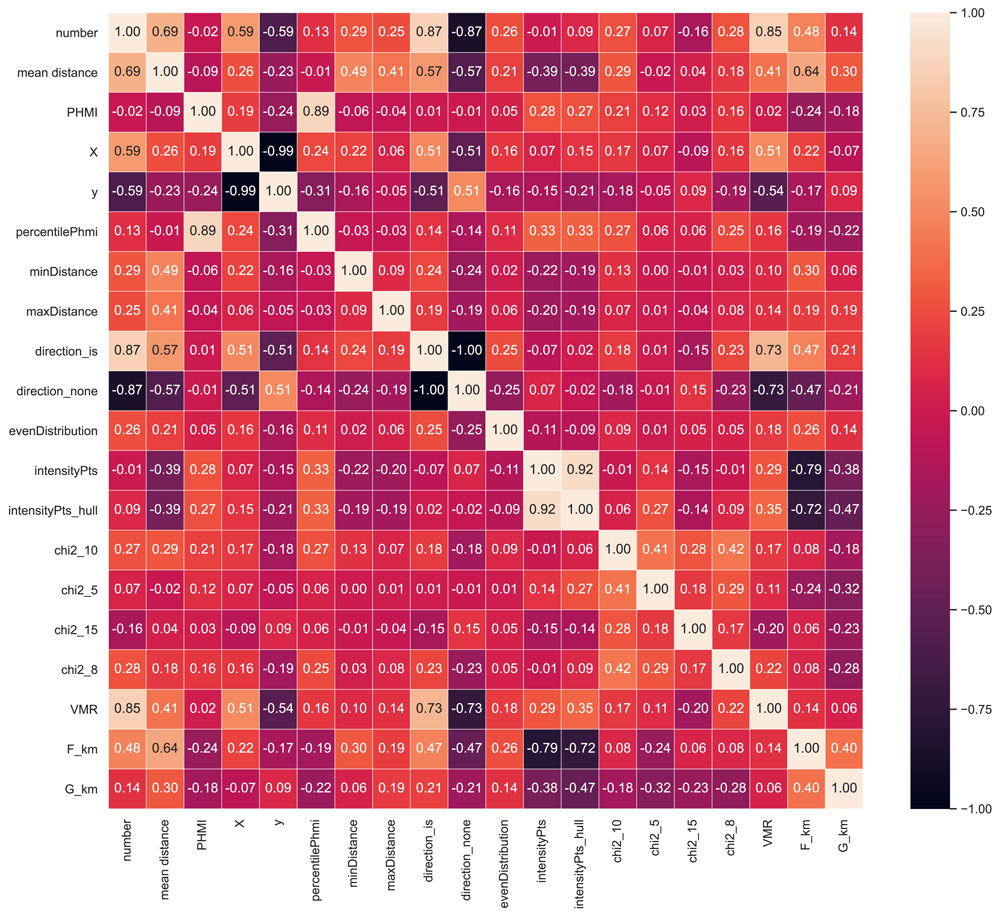 number 1.00 0.69 -0.02 0.59 -0.59 0.13 0.29 0.25 0.87 -0.87 0.26 -0.01 0.09 0.27 0.07 -0.16 0.28 0.85 0.48 0.14
mean distance 0.69 1.00 -0.09 0.26 -0.23 -0.01 0.49 0.41 0.57 -0.57 0.21 -0.39 -0.39 0.29 -0.02 0.04 0.18 0.41 0.64 0.30
PHMI -0.02 -0.09 1.00 0.19 -0.24 0.89 -0.06 -0.04 0.01 -0.01 0.05 0.28 0.27 0.21 0.12 0.03 0.16 0.02 -0.24 -0.18
X 0.59 0.26 0.19 1.00 -0.99 0.24 0.22 0.06 0.51 -0.51 0.16 0.07 0.15 0.17 0.07 -0.09 0.16 0.51 0.22 -0.07
y -0.59 -0.23 -0.24 -0.99 1.00 -0.31 -0.16 -0.05 -0.51 0.51 -0.16 -0.15 -0.21 -0.18 -0.05 0.09 -0.19 -0.54 -0.17 0.09
percentilePhmi 0.13 -0.01 0.89 0.24 -0.31 1.00 -0.03 -0.03 0.14 -0.14 0.11 0.33 0.33 0.27 0.06 0.06 0.25 0.16 -0.19 -0.22
minDistance 0.29 0.49 -0.06 0.22 -0.16 -0.03 1.00 0.09 0.24 -0.24 0.02 -0.22 -0.19 0.13 0.00 -0.01 0.03 0.10 0.30 0.06
maxDistance 0.25 0.41 -0.04 0.06 -0.05 -0.03 0.09 1.00 0.19 -0.19 0.06 -0.20 -0.19 0.07 0.01 -0.04 0.08 0.14 0.19 0.19
direction_is 0.87 0.57 0.01 0.51 -0.51 0.14 0.24 0.19 1.00 -1.00 0.25 -0.07 0.02 0.18 0.01 -0.15 0.23 0.73 0.47 0.21
direction_none -0.87 -0.57 -0.01 -0.51 0.51 -0.14 -0.24 -0.19 -1.00 1.00 -0.25 0.07 -0.02 -0.18 -0.01 0.15 -0.23 -0.73 -0.47 -0.21
evenDistribution 0.26 0.21 0.05 0.16 -0.16 0.11 0.02 0.06 0.25 -0.25 1.00 -0.11 -0.09 0.09 0.01 0.05 0.05 0.18 0.26 0.14
intensityPts -0.01 -0.39 0.28 0.07 -0.15 0.33 -0.22 -0.20 -0.07 0.07 -0.11 1.00 0.92 -0.01 0.14 -0.15 -0.01 0.29 -0.79 -0.38
intensityPts_hull 0.09 -0.39 0.27 0.15 -0.21 0.33 -0.19 -0.19 0.02 -0.02 -0.09 0.92 1.00 0.06 0.27 -0.14 0.09 0.35 -0.72 -0.47
chi2_10 0.27 0.29 0.21 0.17 -0.18 0.27 0.13 0.07 0.18 -0.18 0.09 -0.01 0.06 1.00 0.41 0.28 0.42 0.17 0.08 -0.18
chi2_5 0.07 -0.02 0.12 0.07 -0.05 0.06 0.00 0.01 0.01 -0.01 0.01 0.14 0.27 0.41 1.00 0.18 0.29 0.11 -0.24 -0.32
chi2_15 -0.16 0.04 0.03 -0.09 0.09 0.06 -0.01 -0.04 -0.15 0.15 0.05 -0.15 -0.14 0.28 0.18 1.00 0.17 -0.20 0.06 -0.23
chi2_8 0.28 0.18 0.16 0.16 -0.19 0.25 0.03 0.08 0.23 -0.23 0.05 -0.01 0.09 0.42 0.29 0.17 1.00 0.22 0.08 -0.28
VMR 0.85 0.41 0.02 0.51 -0.54 0.16 0.10 0.14 0.73 -0.73 0.18 0.29 0.35 0.17 0.11 -0.20 0.22 1.00 0.14 0.06
F_km 0.48 0.64 -0.24 0.22 -0.17 -0.19 0.30 0.19 0.47 -0.47 0.26 -0.79 -0.72 0.08 -0.24 0.06 0.08 0.14 1.00 0.40
G_km 0.14 0.30 -0.18 -0.07 0.09 -0.22 0.06 0.19 0.21 -0.21 0.14 -0.38 -0.47 -0.18 -0.32 -0.23 -0.28 0.06 0.40 1.00
number
mean distance
PHMI
X
y
percentilePhmi
minDistance
maxDistance
direction_is
direction_none
evenDistribution
intensityPts
intensityPts_hull
chi2_10
chi2_5
chi2_15
chi2_8
VMR
F_km
G_km
1.00
0.75
0.50
0.25
0.00
-0.25
-0.50
-0.75
-1.00